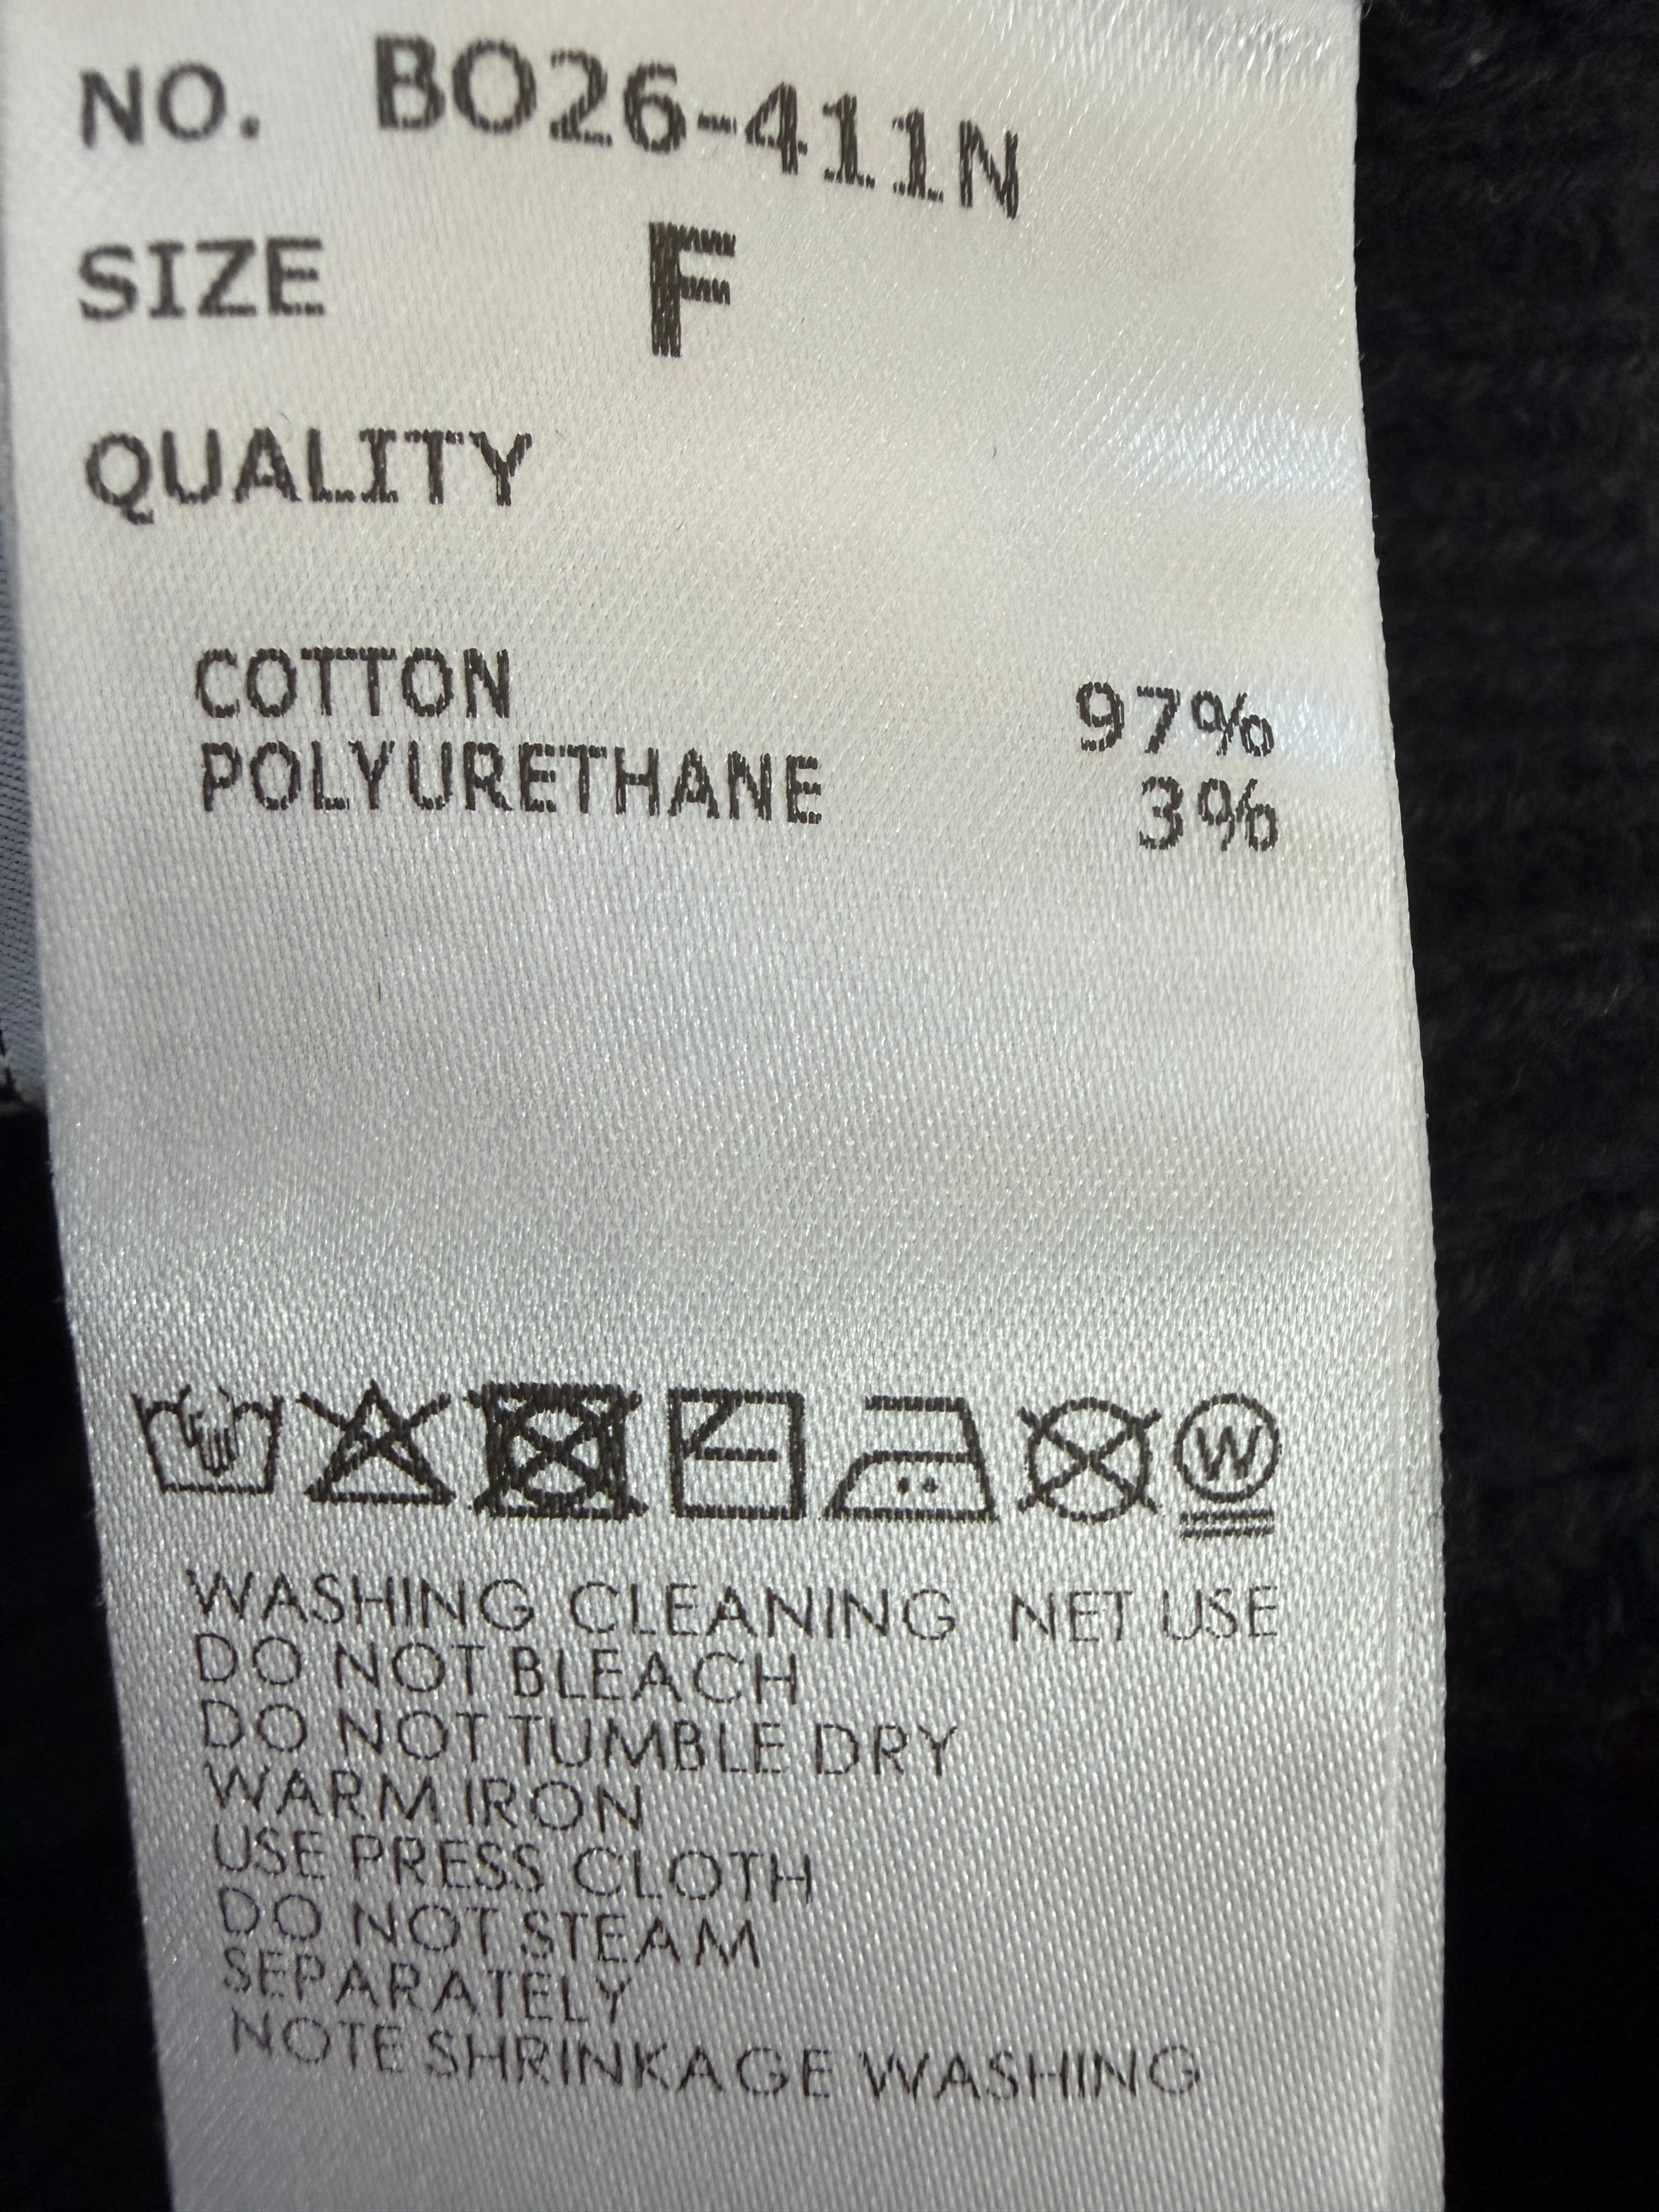 NO. BO26-411N
SIZE F
QUALITY
COTTON 97%
POLYURETHANE 3%
W
WASHING CLEANING NET USE
DO NOT BLEACH
DO NOT TUMBLE DRY
WARM IRON
USE PRESS CLOTH
DO NOT STEAM
SEPARATELY
NOTE SHRINKAGE WASHING